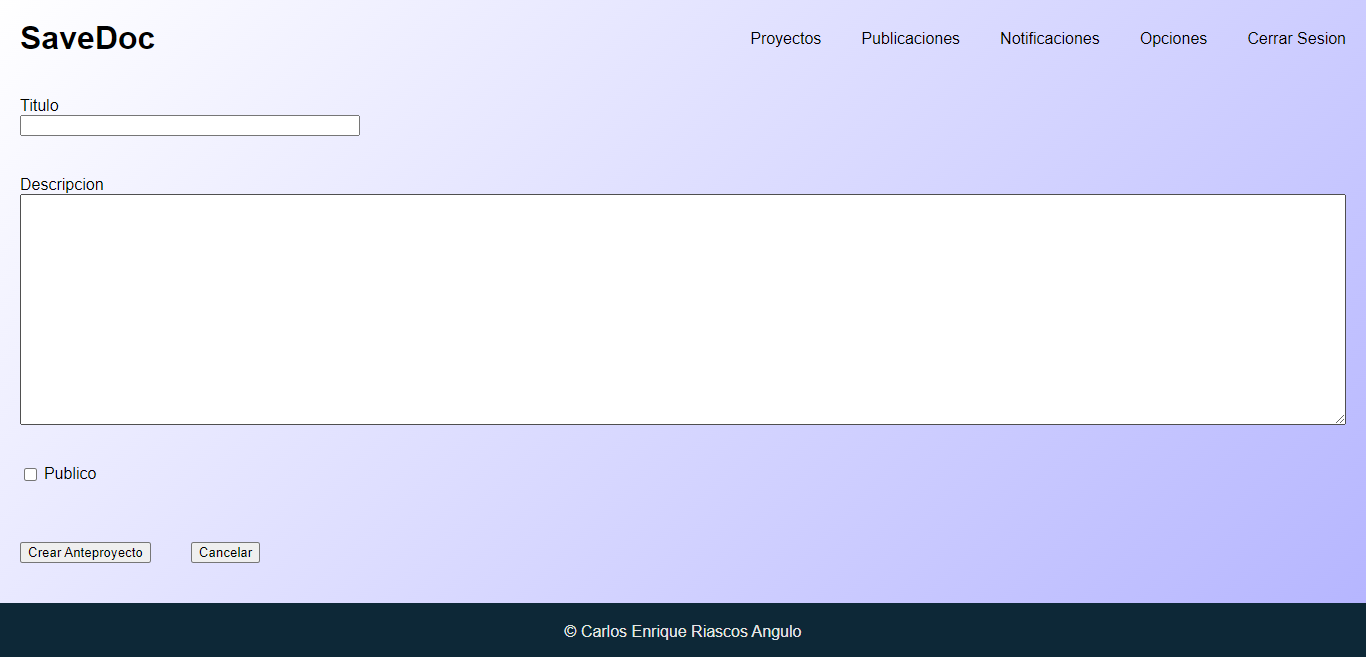 SaveDoc
Proyectos Publicaciones Notificaciones Opciones Cerrar Sesion
Titulo
Descripcion
Publico
Crear Anteproyecto Cancelar
© Carlos Enrique Riascos Angulo